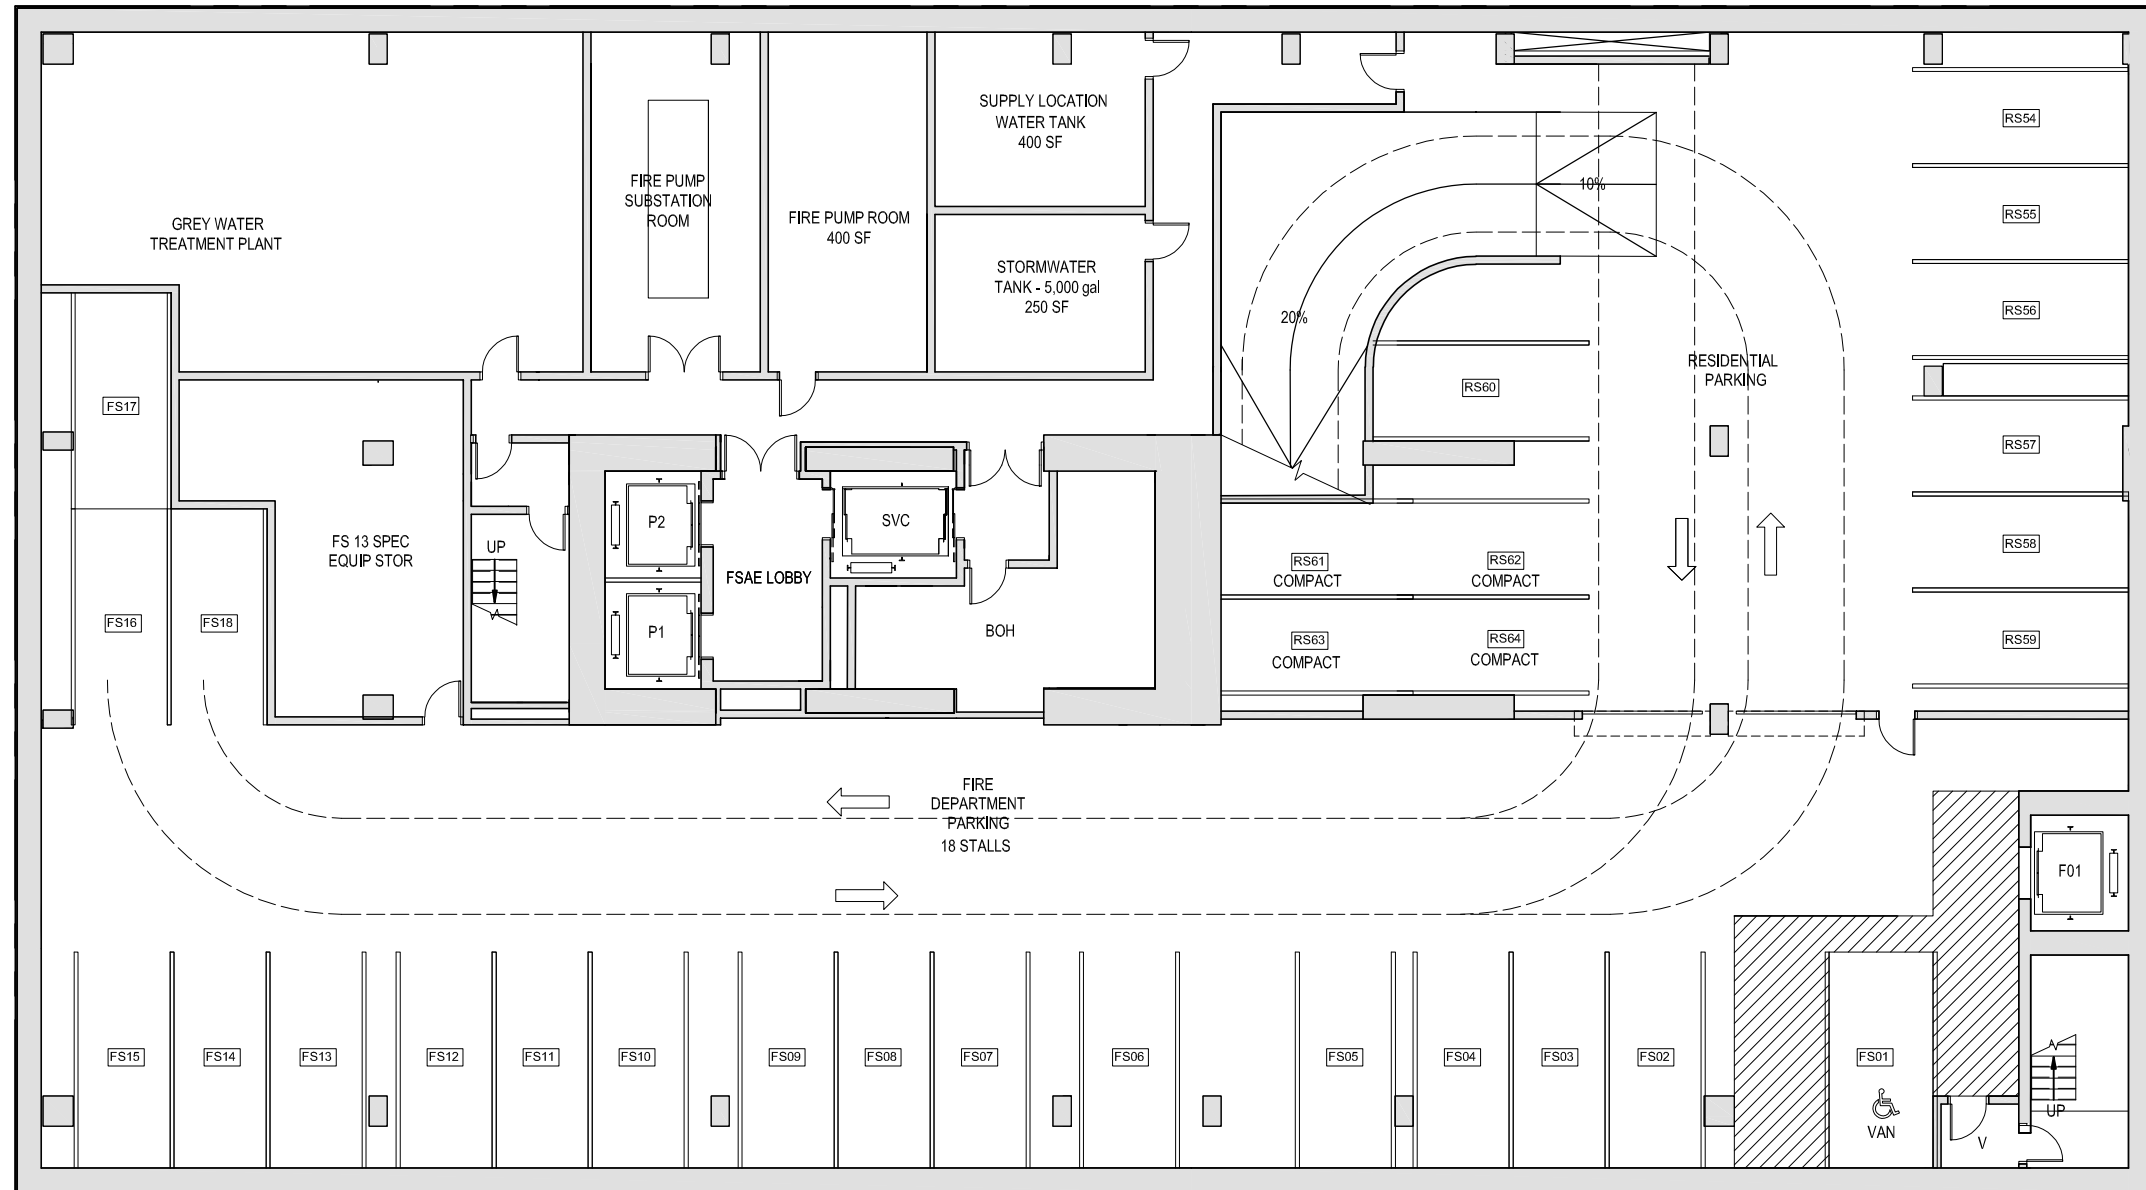 SUPPLY LOCATION
WATER TANK
400 SF
RS54
FIRE PUMP
SUBSTATION
ROOM
10%
GREY WATER
TREATMENT PLANT
FIRE PUMP ROOM
400 SF
RS55
STORMWATER
TANK - 5,000 gal
250 SF
20%
RS56
RESIDENTIAL
PARKING
RS60
FS17
RS57
P2
SVC
FS 13 SPEC
EQUIP STOR
UP
FSAE LOBBY
RS61
COMPACT
RS62
COMPACT
RS58
FS16
FS18
P1
BOH
RS63
COMPACT
RS64
COMPACT
RS59
FIRE
DEPARTMENT
PARKING
18 STALLS
F01
FS15
FS14
FS13
FS12
FS11
FS10
FS09
FS08
FS07
FS06
FS05
FS04
FS03
FS02
FS01
VAN
V
UP